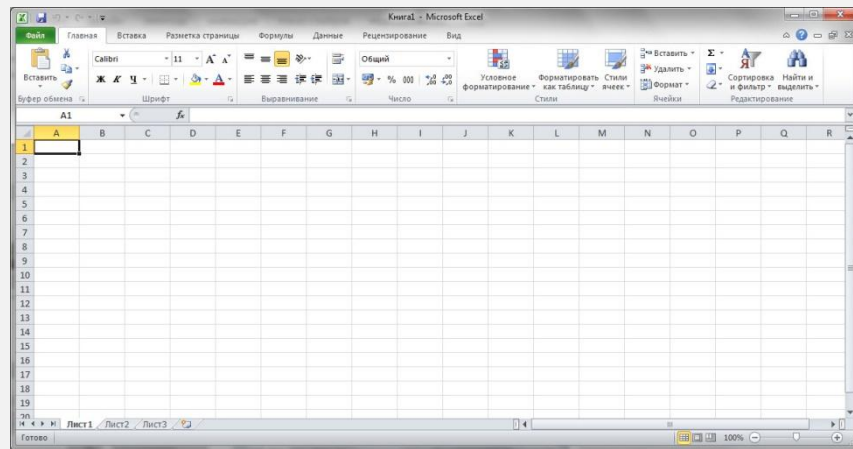 Книга1 - Microsoft Excel
Файл Главная Вставка Разметка страницы Формулы Данные Рецензирование Вид
Calibri 11 A A Общий Σ
Ж К Ч A % 000
Вставить
Условное форматирование
Форматировать как таблицу
Стили ячеек
Вставить
Удалить
Формат
Сортировка и фильтр
Найти и выделить
Буфер обмена Шрифт Выравнивание Число Стили Ячейки Редактирование
A1 fx
A B C D E F G H I J K L M N O P Q R
1
2
3
4
5
6
7
8
9
10
11
12
13
14
15
16
17
18
19
20
Лист1 Лист2 Лист3
Готово 100%